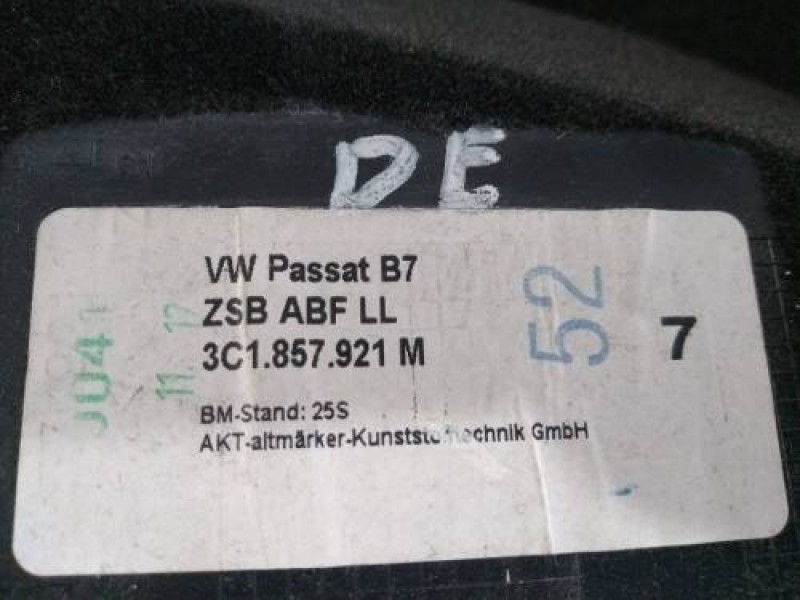 DE
VW Passat B7
ZSB ABF LL
3C1.857.921 M
BM-Stand: 25S
AKT-altmärker-Kunststofftechnik GmbH
52
7
11. 12